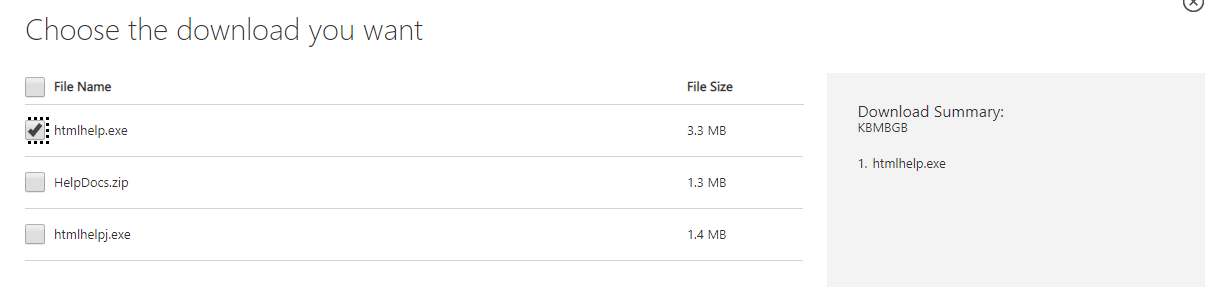 Choose the download you want
File Name File Size
htmlhelp.exe 3.3 MB
HelpDocs.zip 1.3 MB
htmlhelpj.exe 1.4 MB
Download Summary:
KBMBGB
1. htmlhelp.exe